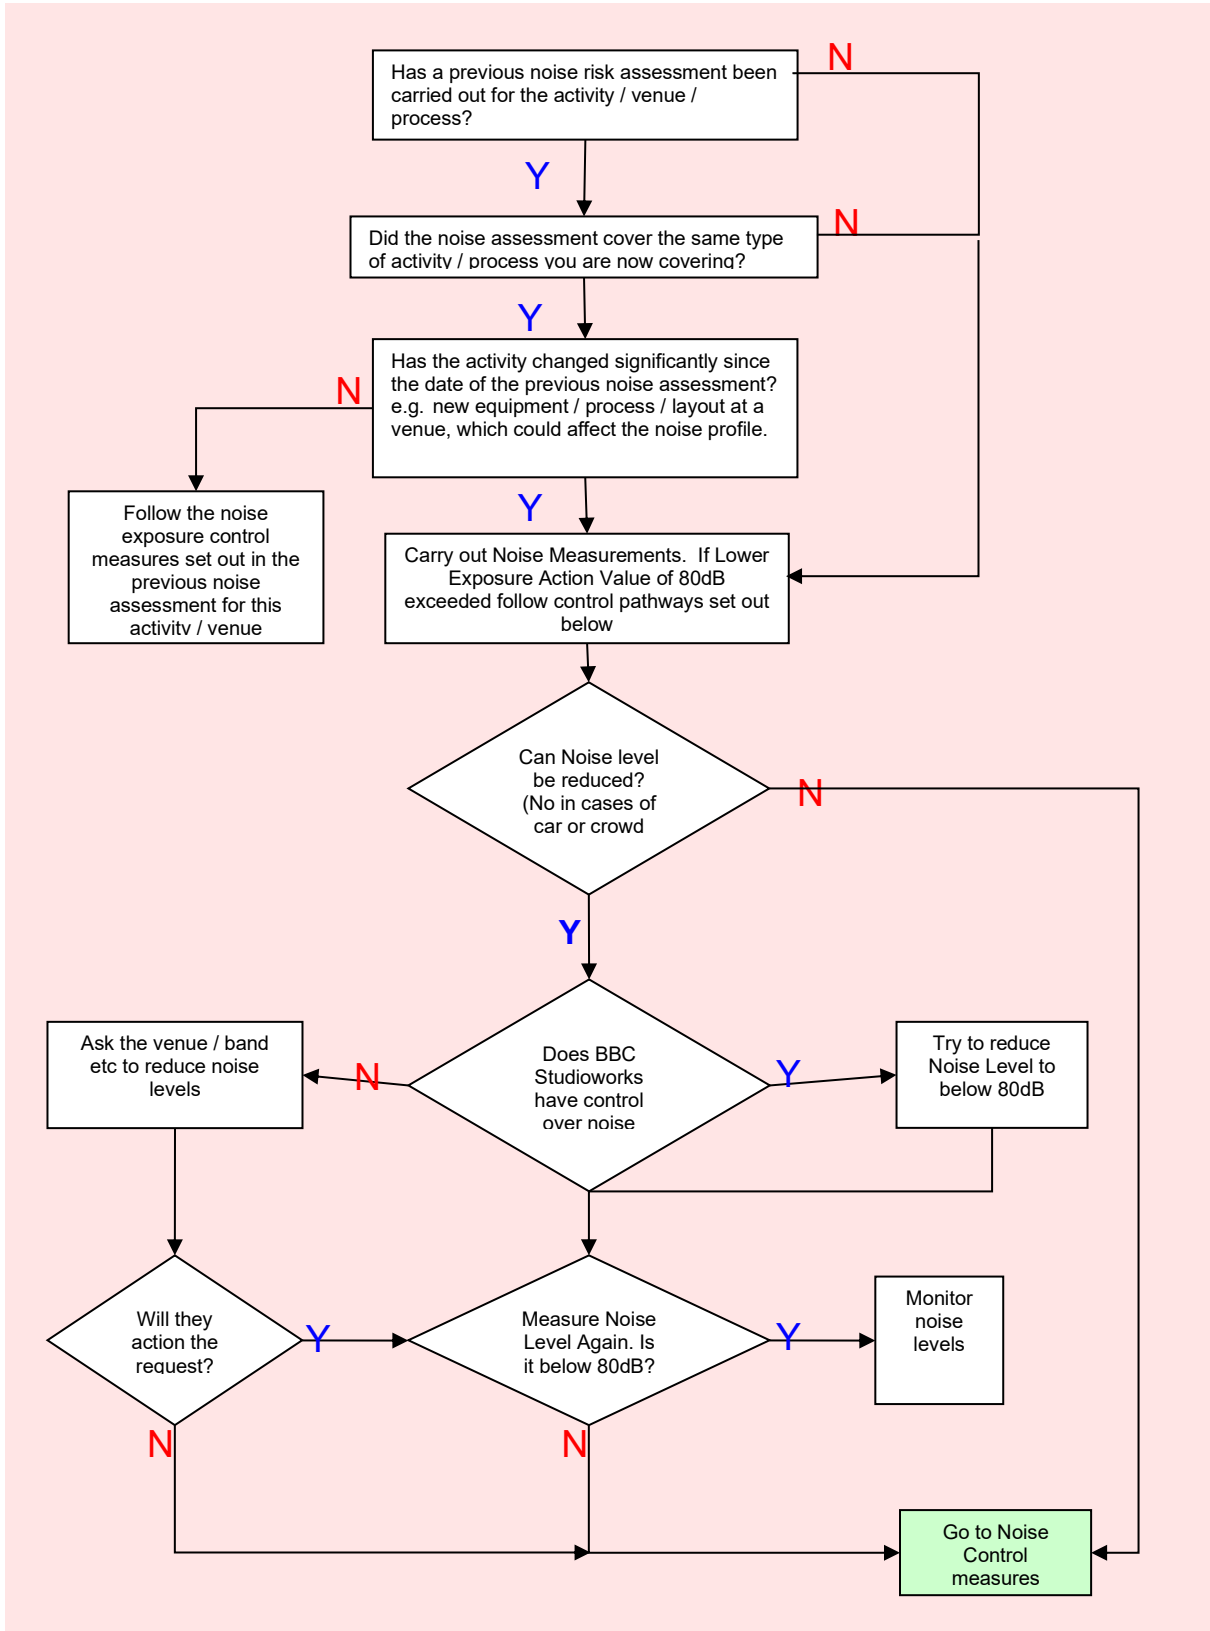 Has a previous noise risk assessment been
carried out for the activity / venue /
process?
N
Y
Did the noise assessment cover the same type
of activity / process you are now covering?
N
Y
Has the activity changed significantly since
the date of the previous noise assessment?
e.g. new equipment / process / layout at a
venue, which could affect the noise profile.
N
Y
Follow the noise
exposure control
measures set out in the
previous noise
assessment for this
activity / venue
Carry out Noise Measurements. If Lower
Exposure Action Value of 80dB
exceeded follow control pathways set out
below
Can Noise level
be reduced?
(No in cases of
car or crowd
N
Y
Ask the venue / band
etc to reduce noise
levels
N
Does BBC
Studioworks
have control
over noise
Y
Try to reduce
Noise Level to
below 80dB
Will they
action the
request?
Y
Measure Noise
Level Again. Is
it below 80dB?
Y
Monitor
noise
levels
N
N
Go to Noise
Control
measures